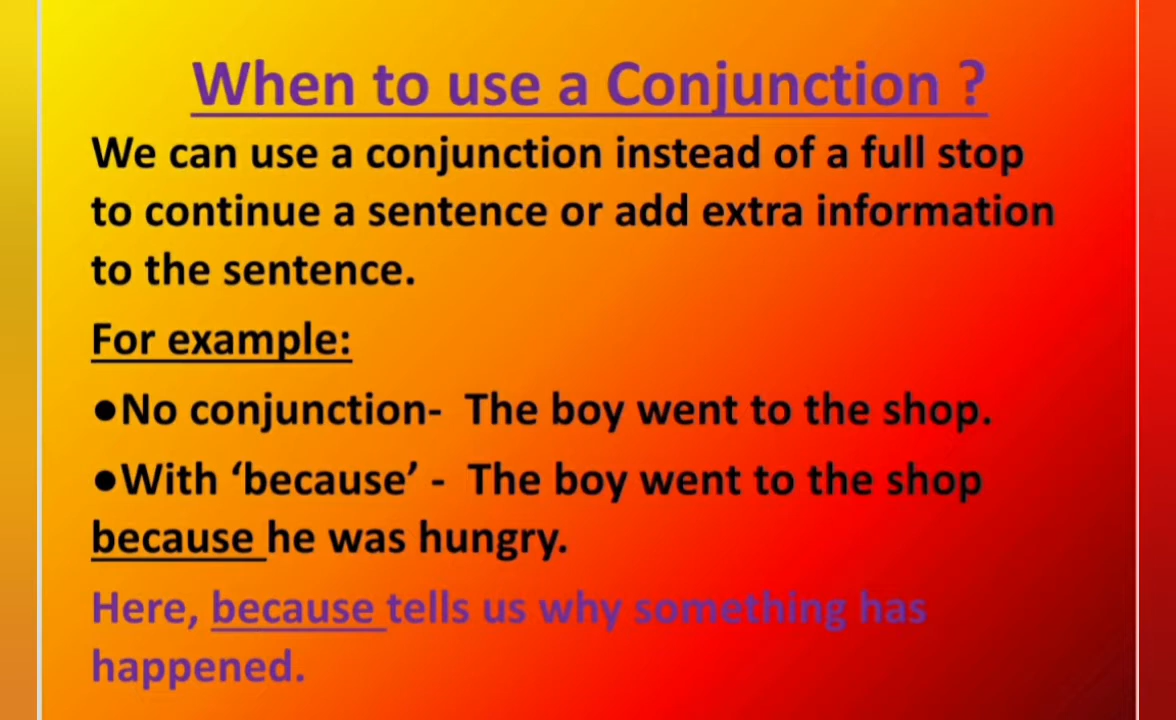 When to use a Conjunction ?
We can use a conjunction instead of a full stop
to continue a sentence or add extra information
to the sentence.
For example:
●No conjunction-  The boy went to the shop.
●With ‘because’ -  The boy went to the shop
because he was hungry.
Here, because tells us why something has
happened.